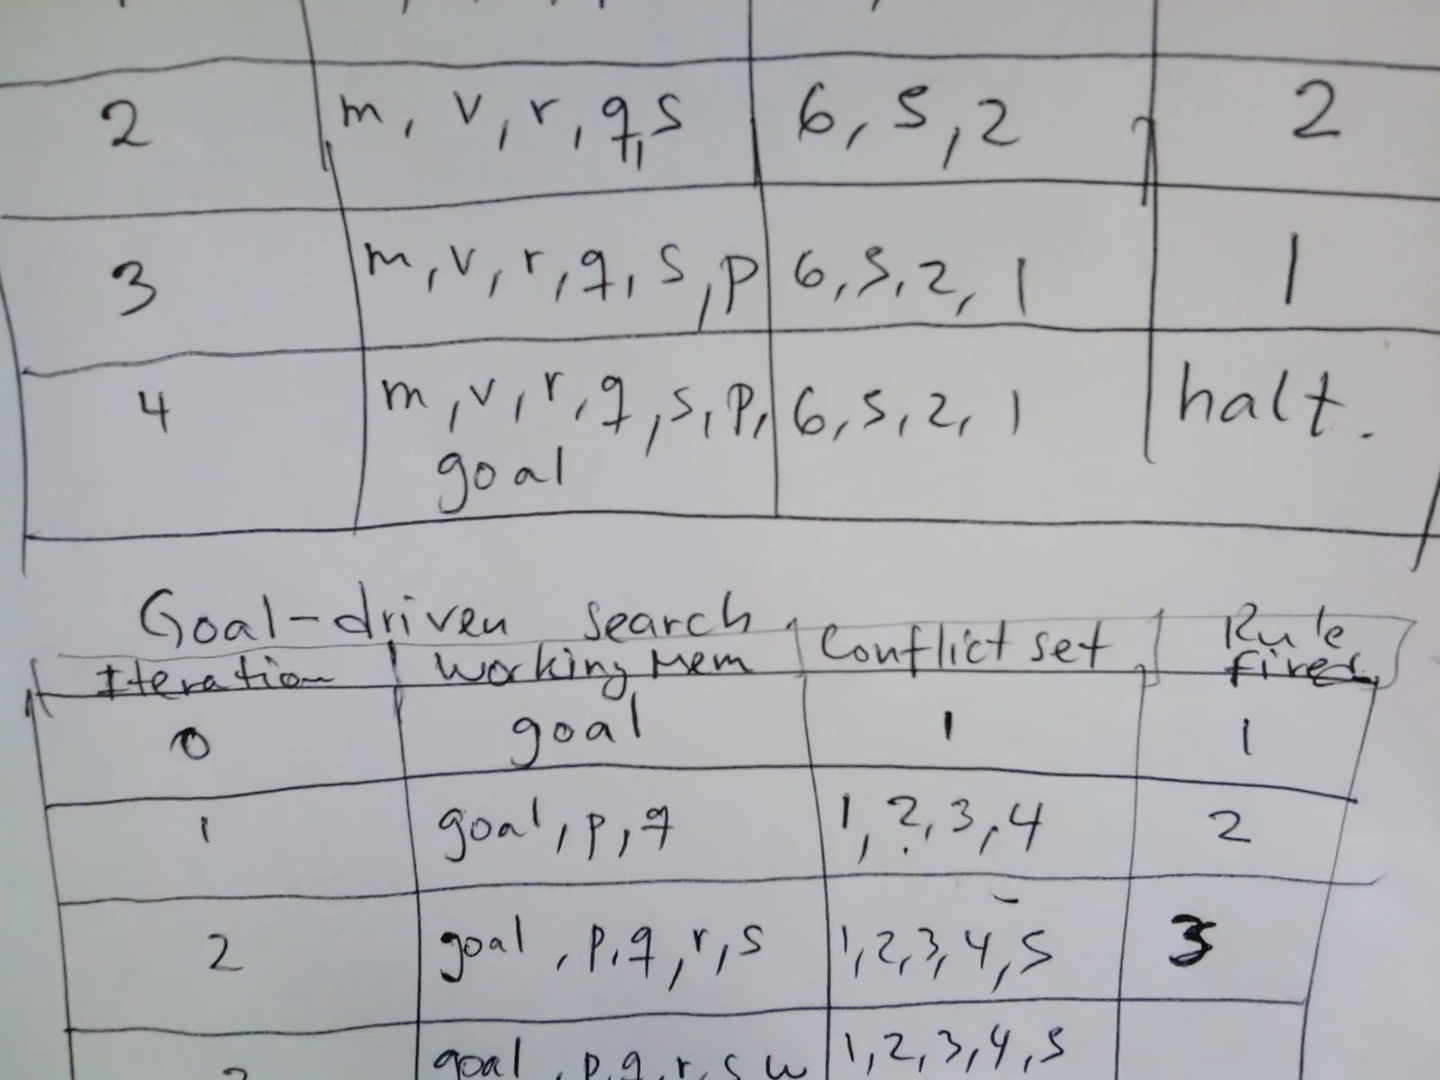 2 m, v, r, q, s 6, 5, 2 2
3 m, v, r, q, s, p 6, 5, 2, 1 1
4 m, v, r, q, s, p, 6, 5, 2, 1 halt.
goal
Goal-driven search
Iteration Working Mem Conflict set Rule
fired
0 goal 1 1
1 goal, p, q 1, 2, 3, 4 2
2 goal, p, q, r, s 1, 2, 3, 4, 5 3
goal, p, q, r, s w 1, 2, 3, 4, 5